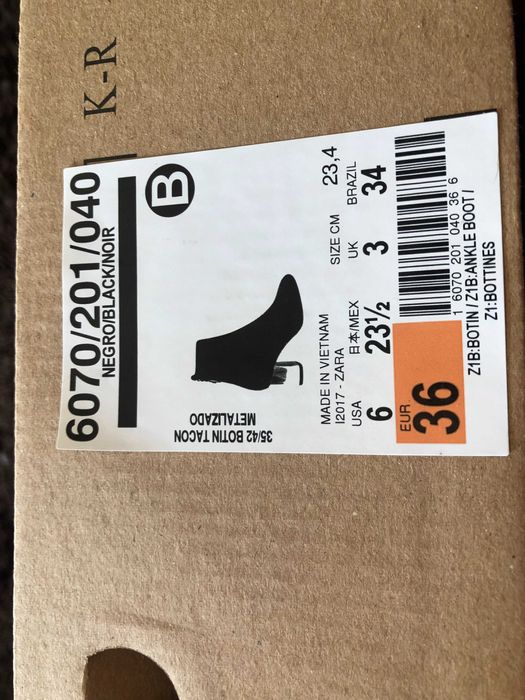 K-R
6070/201/040
NEGRO/BLACK/NOIR
B
35/42 BOTIN TACON
METALIZADO
MADE IN VIETNAM
I2017 - ZARA
SIZE CM 23,4
USA 日本/MEX UK BRAZIL
6 23½ 3 34
EUR
36
1 6070 201 040 36 6
Z1B:BOTIN / Z1B:ANKLE BOOT /
Z1:BOTTINES